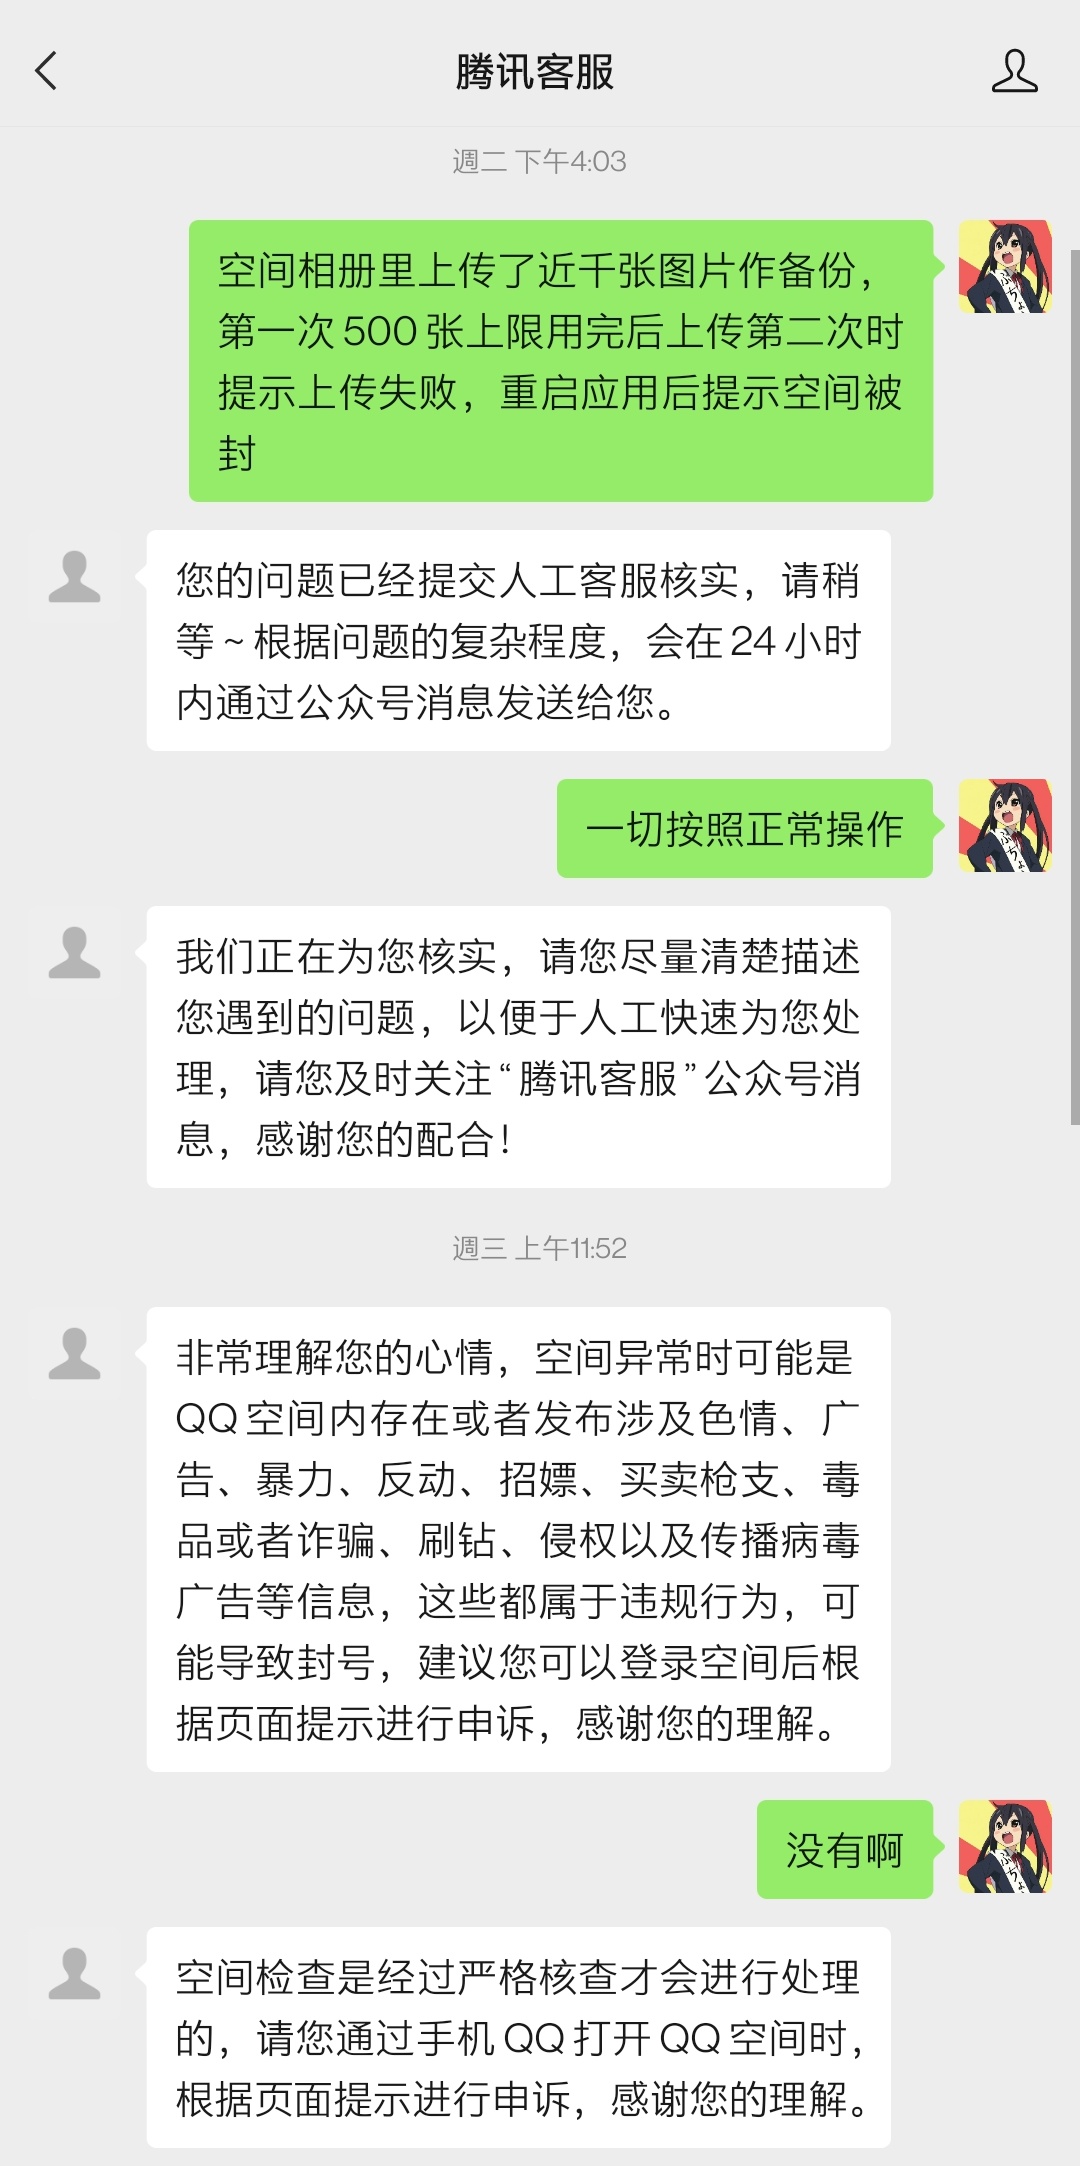 腾讯客服
週二 下午4:03
空间相册里上传了近千张图片作备份，
第一次500张上限用完后上传第二次时
提示上传失败，重启应用后提示空间被
封
您的问题已经提交人工客服核实，请稍
等~根据问题的复杂程度，会在24小时
内通过公众号消息发送给您。
一切按照正常操作
我们正在为您核实，请您尽量清楚描述
您遇到的问题，以便于人工快速为您处
理，请您及时关注“腾讯客服”公众号消
息，感谢您的配合！
週三 上午11:52
非常理解您的心情，空间异常时可能是
QQ空间内存在或者发布涉及色情、广
告、暴力、反动、招嫖、买卖枪支、毒
品或者诈骗、刷钻、侵权以及传播病毒
广告等信息，这些都属于违规行为，可
能导致封号，建议您可以登录空间后根
据页面提示进行申诉，感谢您的理解。
没有啊
空间检查是经过严格核查才会进行处理
的，请您通过手机QQ打开QQ空间时，
根据页面提示进行申诉，感谢您的理解。